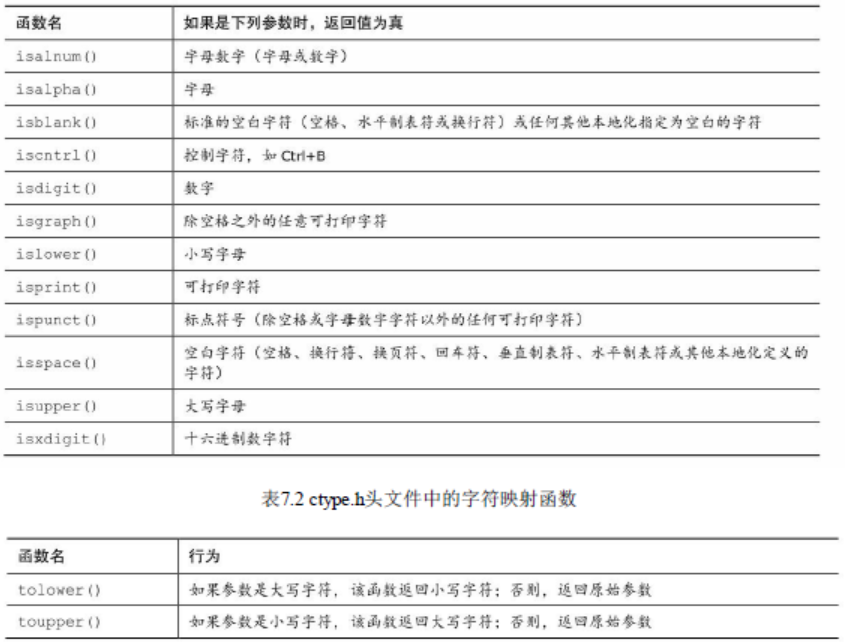 函数名 如果是下列参数时，返回值为真
isalnum() 字母数字（字母或数字）
isalpha() 字母
isblank() 标准的空白字符（空格、水平制表符或换行符）或任何其他本地化指定为空白的字符
iscntrl() 控制字符，如 Ctrl+B
isdigit() 数字
isgraph() 除空格之外的任意可打印字符
islower() 小写字母
isprint() 可打印字符
ispunct() 标点符号（除空格或字母数字字符以外的任何可打印字符）
isspace() 空白字符（空格、换行符、换页符、回车符、垂直制表符、水平制表符或其他本地化定义的
字符）
isupper() 大写字母
isxdigit() 十六进制数字符
表7.2 ctype.h头文件中的字符映射函数
函数名 行为
tolower() 如果参数是大写字符，该函数返回小写字符；否则，返回原始参数
toupper() 如果参数是小写字符，该函数返回大写字符；否则，返回原始参数